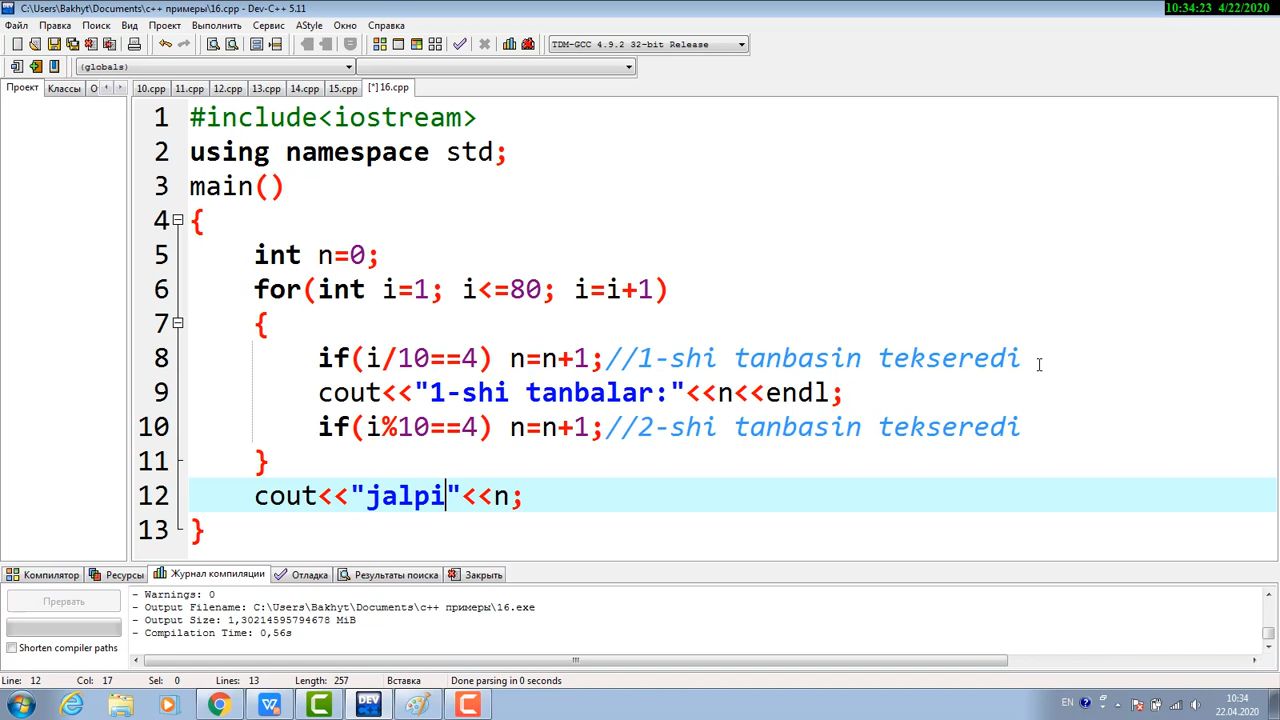 C:\Users\Bakhyt\Documents\c++ примеры\16.cpp - Dev-C++ 5.11
10:34:23 4/22/2020
Файл Правка Поиск Вид Проект Выполнить Сервис AStyle Окно Справка
TDM-GCC 4.9.2 32-bit Release
(globals)
Проект Классы О 10.cpp 11.cpp 12.cpp 13.cpp 14.cpp 15.cpp [*] 16.cpp
1 #include<iostream>
2 using namespace std;
3 main()
4 {
5 int n=0;
6 for(int i=1; i<=80; i=i+1)
7 {
8 if(i/10==4) n=n+1;//1-shi tanbasin tekseredi
9 cout<<"1-shi tanbalar:"<<n<<endl;
10 if(i%10==4) n=n+1;//2-shi tanbasin tekseredi
11 }
12 cout<<"jalpi"<<n;
13 }
Компилятор Ресурсы Журнал компиляции Отладка Результаты поиска Закрыть
Прервать
Shorten compiler paths
- Warnings: 0
- Output Filename: C:\Users\Bakhyt\Documents\c++ примеры\16.exe
- Output Size: 1,30214595794678 MiB
- Compilation Time: 0,56s
Line: 12 Col: 17 Sel: 0 Lines: 13 Length: 257 Вставка Done parsing in 0 seconds
DEV
EN 10:34
22.04.2020